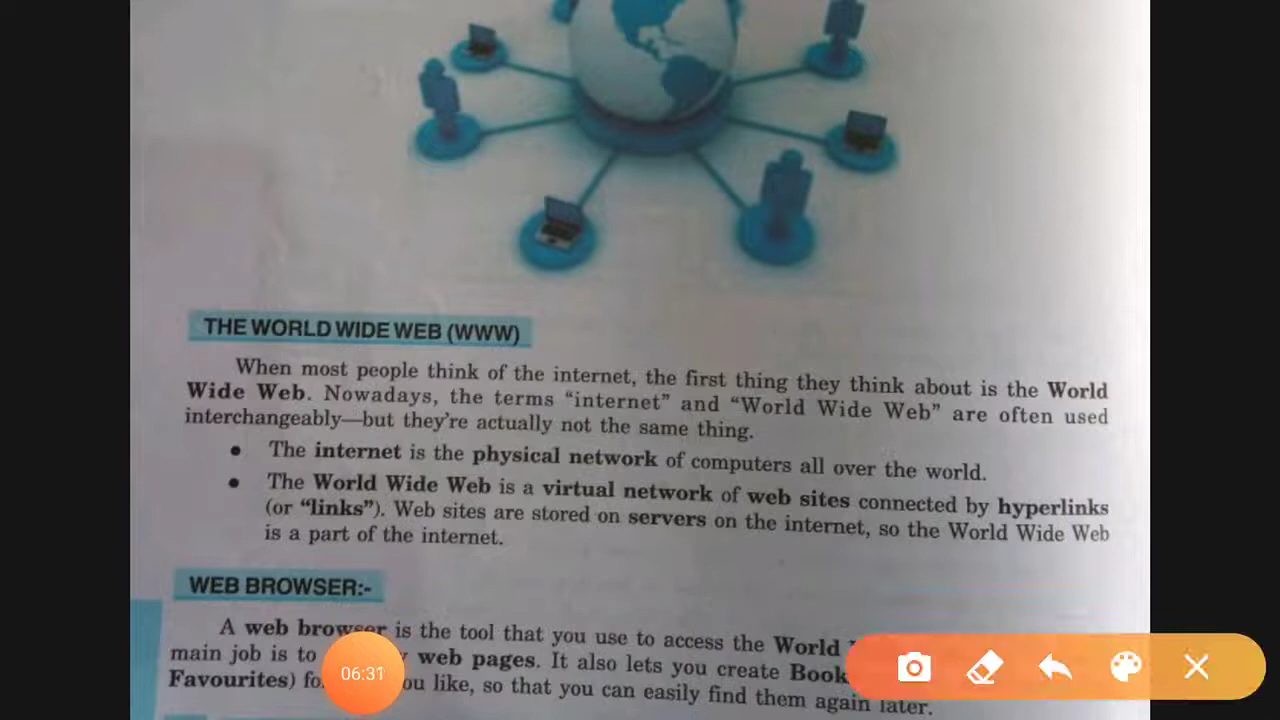 THE WORLD WIDE WEB (WWW)
When most people think of the internet, the first thing they think about is the World
Wide Web. Nowadays, the terms “internet” and “World Wide Web” are often used
interchangeably—but they're actually not the same thing.
• The internet is the physical network of computers all over the world.
• The World Wide Web is a virtual network of web sites connected by hyperlinks
(or “links”). Web sites are stored on servers on the internet, so the World Wide Web
is a part of the internet.
WEB BROWSER:-
A web browser is the tool that you use to access the World
main job is to web pages. It also lets you create
Favourites) you like, so that you can easily find them again later.
06:31